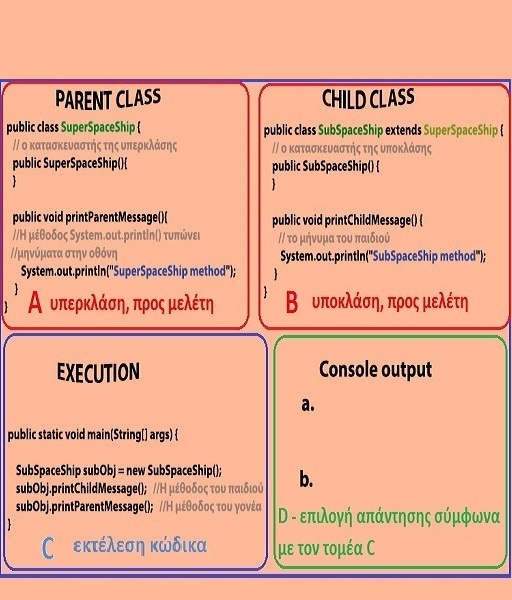 PARENT CLASS
public class SuperSpaceShip {
// ο κατασκευαστής της υπερκλάσης
public SuperSpaceShip(){
}
public void printParentMessage(){
//Η μέθοδος System.out.println() τυπώνει
//μηνύματα στην οθόνη
System.out.println("SuperSpaceShip method");
}
}
A υπερκλάση, προς μελέτη
CHILD CLASS
public class SubSpaceShip extends SuperSpaceShip {
// ο κατασκευαστής της υποκλάσης
public SubSpaceShip() {
}
public void printChildMessage() {
// το μήνυμα του παιδιού
System.out.println("SubSpaceShip method");
}
}
B υποκλάση, προς μελέτη
EXECUTION
public static void main(String[] args) {
SubSpaceShip subObj = new SubSpaceShip();
subObj.printChildMessage(); //Η μέθοδος του παιδιού
subObj.printParentMessage(); //Η μέθοδος του γονέα
}
C εκτέλεση κώδικα
Console output
a.
b.
D - επιλογή απάντησης σύμφωνα
με τον τομέα C